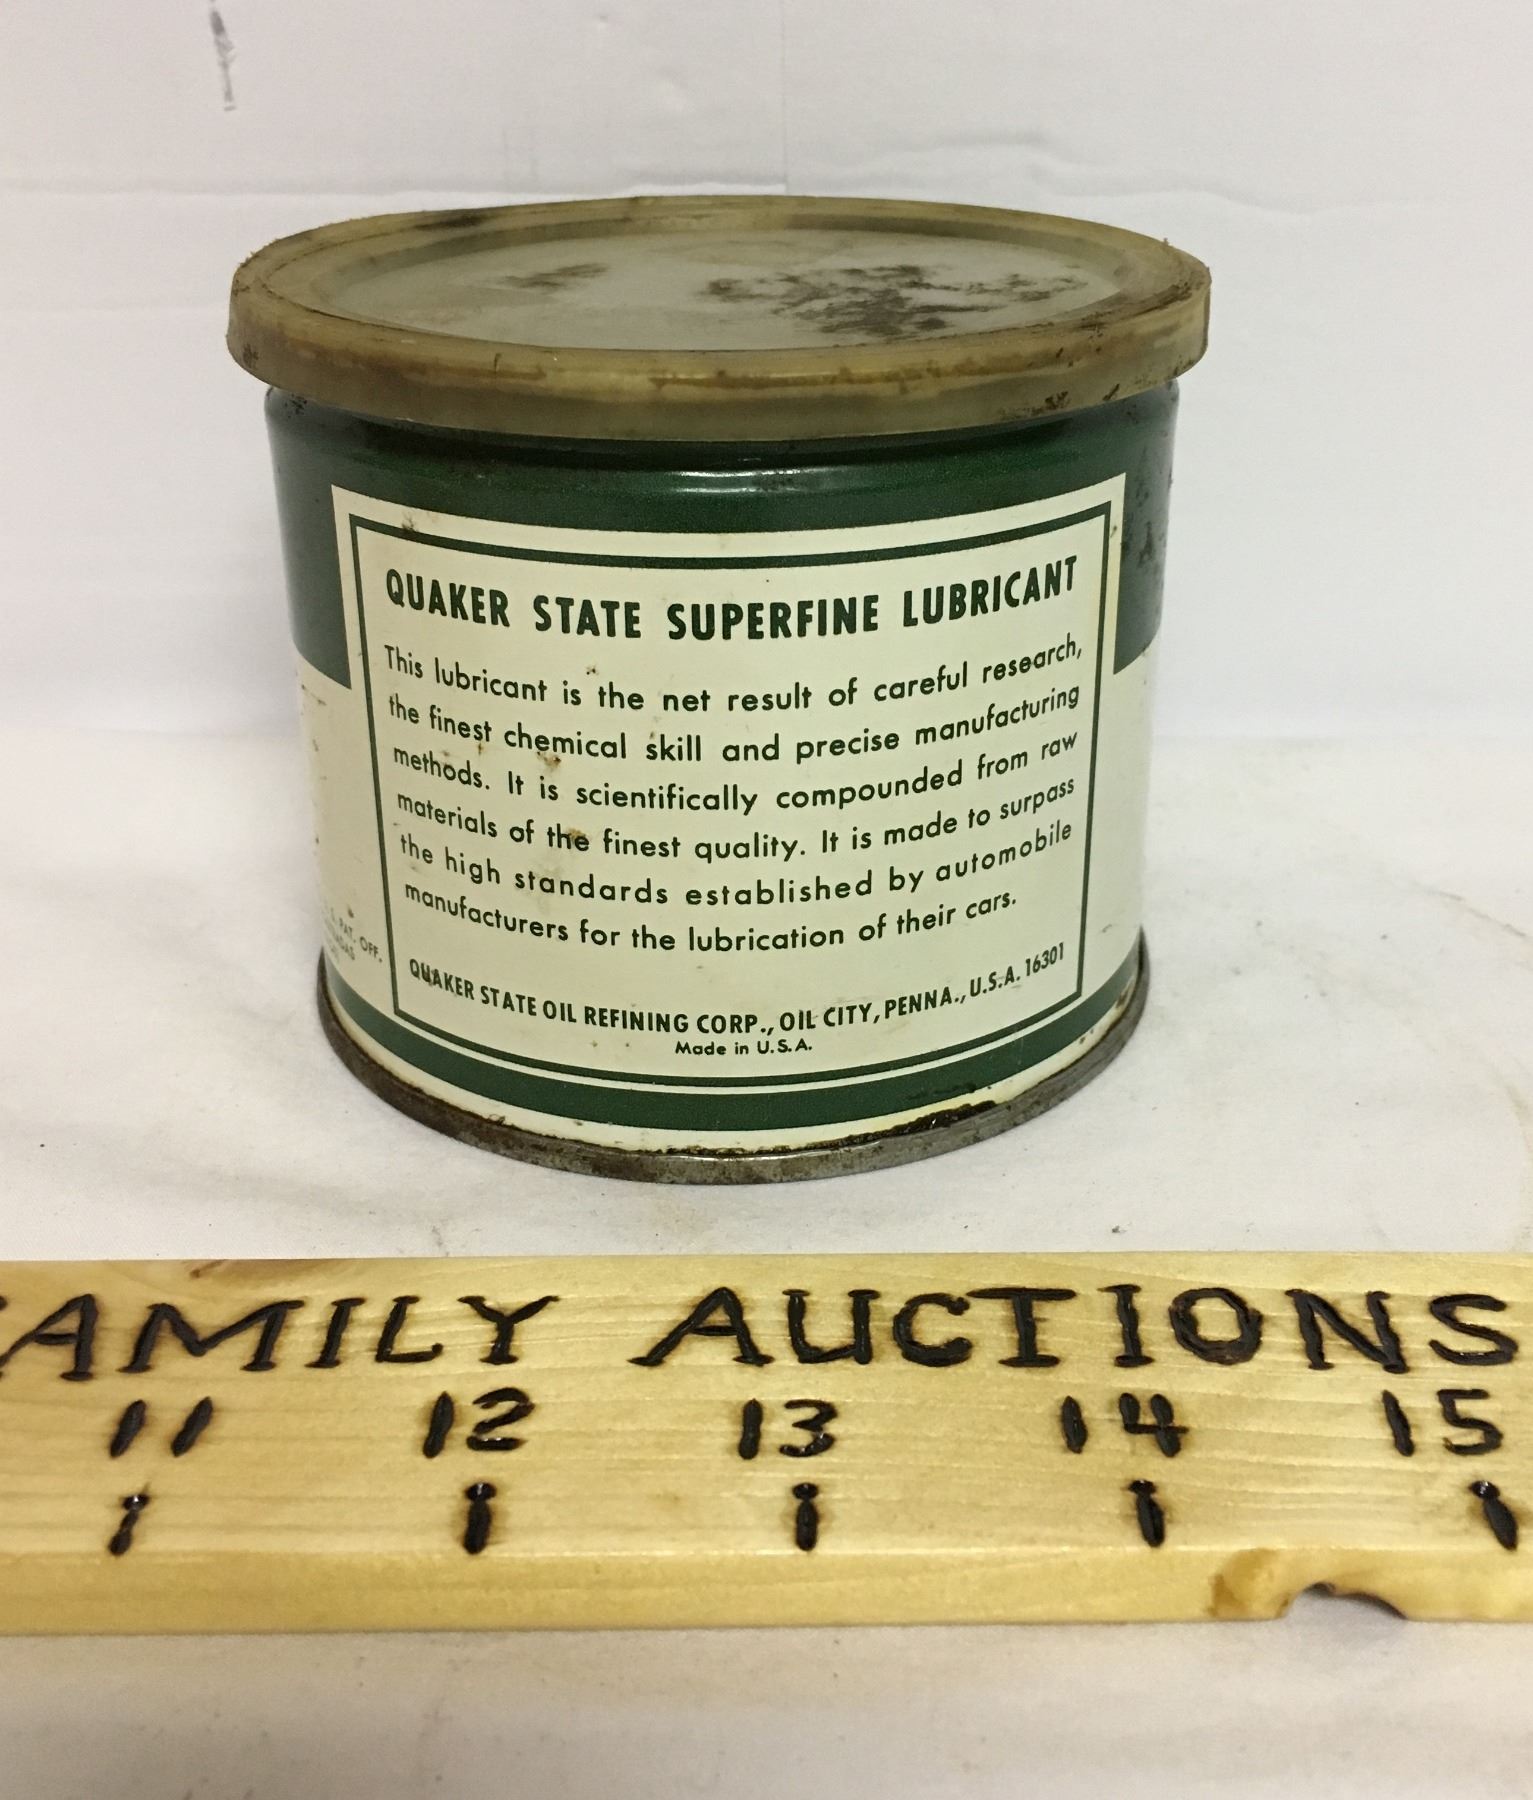 QUAKER STATE SUPERFINE LUBRICANT
This lubricant is the net result of careful research,
the finest chemical skill and precise manufacturing
methods. It is scientifically compounded from raw
materials of the finest quality. It is made to surpass
the high standards established by automobile
manufacturers for the lubrication of their cars.
QUAKER STATE OIL REFINING CORP., OIL CITY, PENNA., U.S.A. 16301
Made in U.S.A.
PAT. OFF.
AMILY AUCTIONS
11 12 13 14 15